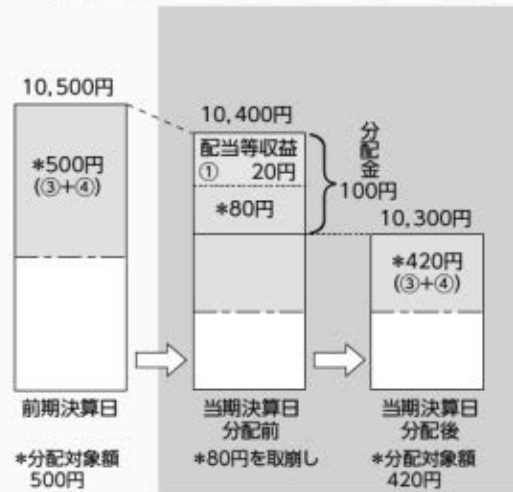 10,500円
*500円
(③+④)
前期決算日
*分配対象額
500円
10,400円
配当等収益
① 20円
*80円
分配金
100円
当期決算日
分配前
*80円を取崩し
10,300円
*420円
(③+④)
当期決算日
分配後
*分配対象額
420円